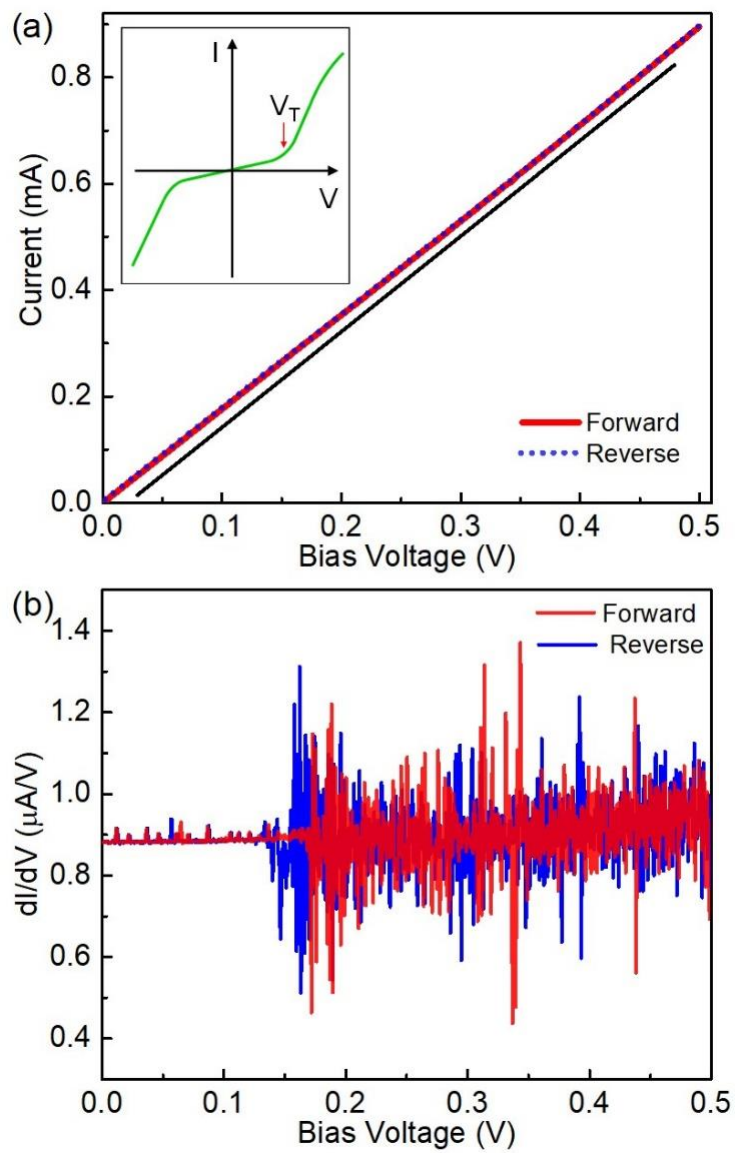 (a)
I
V_T
V
0.8
0.6
0.4
0.2
0.0
Current (mA)
Forward
Reverse
0.0 0.1 0.2 0.3 0.4 0.5
Bias Voltage (V)
(b)
Forward
Reverse
1.4
1.2
1.0
0.8
0.6
0.4
dI/dV (μA/V)
0.0 0.1 0.2 0.3 0.4 0.5
Bias Voltage (V)